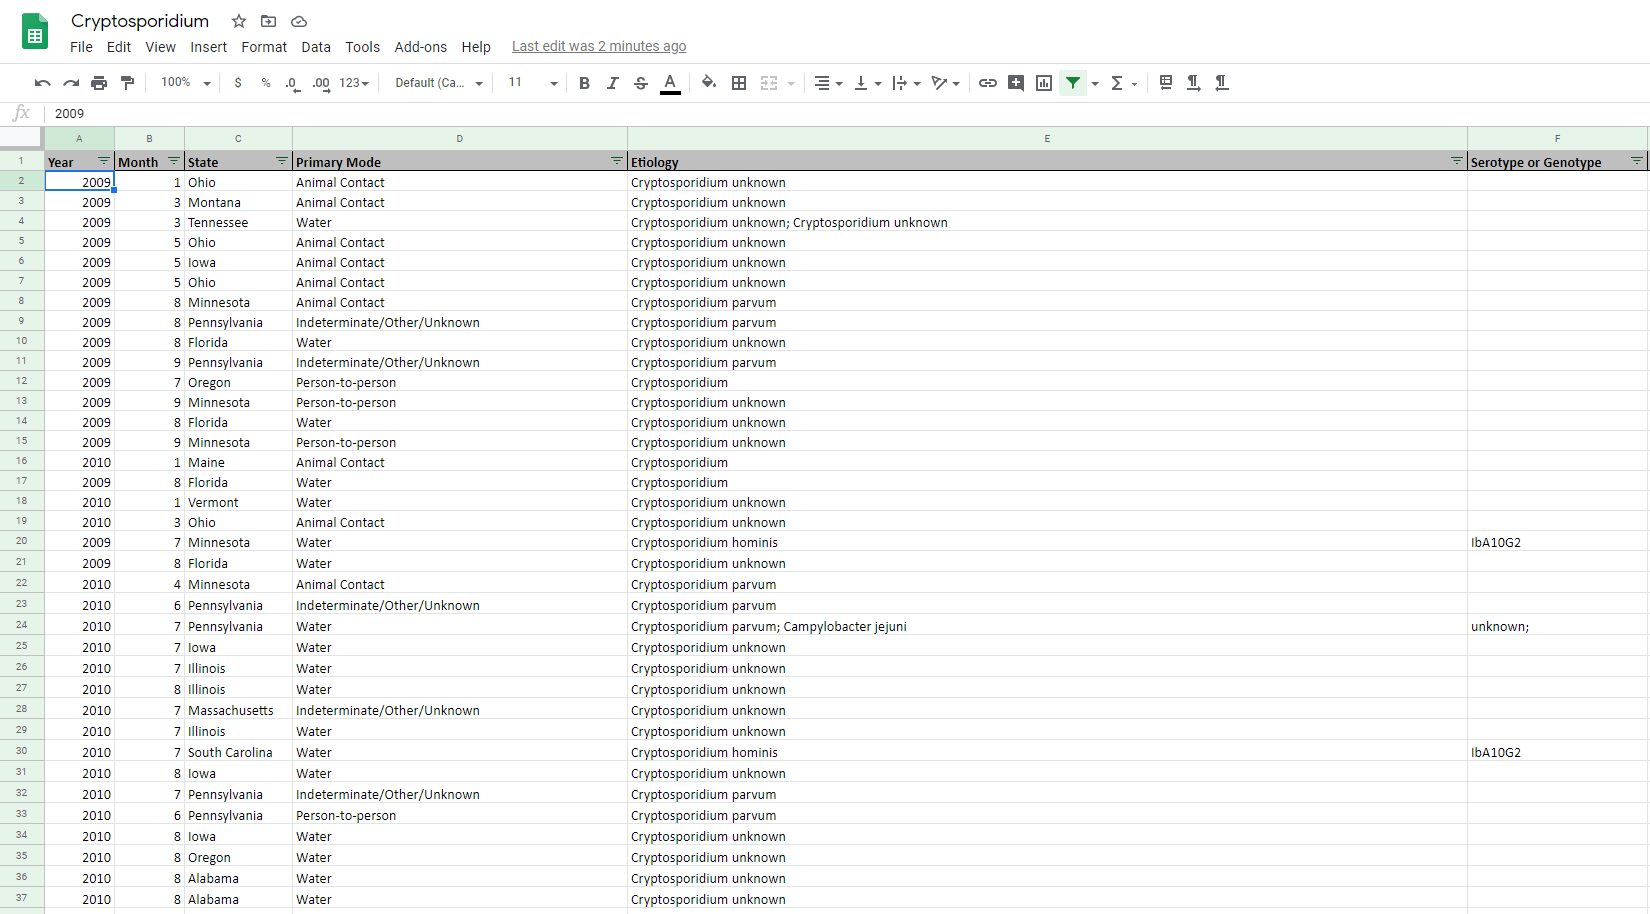 Cryptosporidium
File Edit View Insert Format Data Tools Add-ons Help Last edit was 2 minutes ago
100% $ % .0 .00 123 Default (Ca... 11 B I S A
fx 2009
A B C D E F
1 Year Month State Primary Mode Etiology Serotype or Genotype
2 2009 1 Ohio Animal Contact Cryptosporidium unknown
3 2009 3 Montana Animal Contact Cryptosporidium unknown
4 2009 3 Tennessee Water Cryptosporidium unknown; Cryptosporidium unknown
5 2009 5 Ohio Animal Contact Cryptosporidium unknown
6 2009 5 Iowa Animal Contact Cryptosporidium unknown
7 2009 5 Ohio Animal Contact Cryptosporidium unknown
8 2009 8 Minnesota Animal Contact Cryptosporidium parvum
9 2009 8 Pennsylvania Indeterminate/Other/Unknown Cryptosporidium parvum
10 2009 8 Florida Water Cryptosporidium unknown
11 2009 9 Pennsylvania Indeterminate/Other/Unknown Cryptosporidium parvum
12 2009 7 Oregon Person-to-person Cryptosporidium
13 2009 9 Minnesota Person-to-person Cryptosporidium unknown
14 2009 8 Florida Water Cryptosporidium unknown
15 2009 9 Minnesota Person-to-person Cryptosporidium unknown
16 2010 1 Maine Animal Contact Cryptosporidium
17 2009 8 Florida Water Cryptosporidium
18 2010 1 Vermont Water Cryptosporidium unknown
19 2010 3 Ohio Animal Contact Cryptosporidium unknown
20 2009 7 Minnesota Water Cryptosporidium hominis IbA10G2
21 2009 8 Florida Water Cryptosporidium unknown
22 2010 4 Minnesota Animal Contact Cryptosporidium parvum
23 2010 6 Pennsylvania Indeterminate/Other/Unknown Cryptosporidium parvum
24 2010 7 Pennsylvania Water Cryptosporidium parvum; Campylobacter jejuni unknown;
25 2010 7 Iowa Water Cryptosporidium unknown
26 2010 7 Illinois Water Cryptosporidium unknown
27 2010 8 Illinois Water Cryptosporidium unknown
28 2010 7 Massachusetts Indeterminate/Other/Unknown Cryptosporidium unknown
29 2010 7 Illinois Water Cryptosporidium unknown
30 2010 7 South Carolina Water Cryptosporidium hominis IbA10G2
31 2010 8 Iowa Water Cryptosporidium unknown
32 2010 7 Pennsylvania Indeterminate/Other/Unknown Cryptosporidium parvum
33 2010 6 Pennsylvania Person-to-person Cryptosporidium parvum
34 2010 8 Iowa Water Cryptosporidium unknown
35 2010 8 Oregon Water Cryptosporidium unknown
36 2010 8 Alabama Water Cryptosporidium unknown
37 2010 8 Alabama Water Cryptosporidium unknown